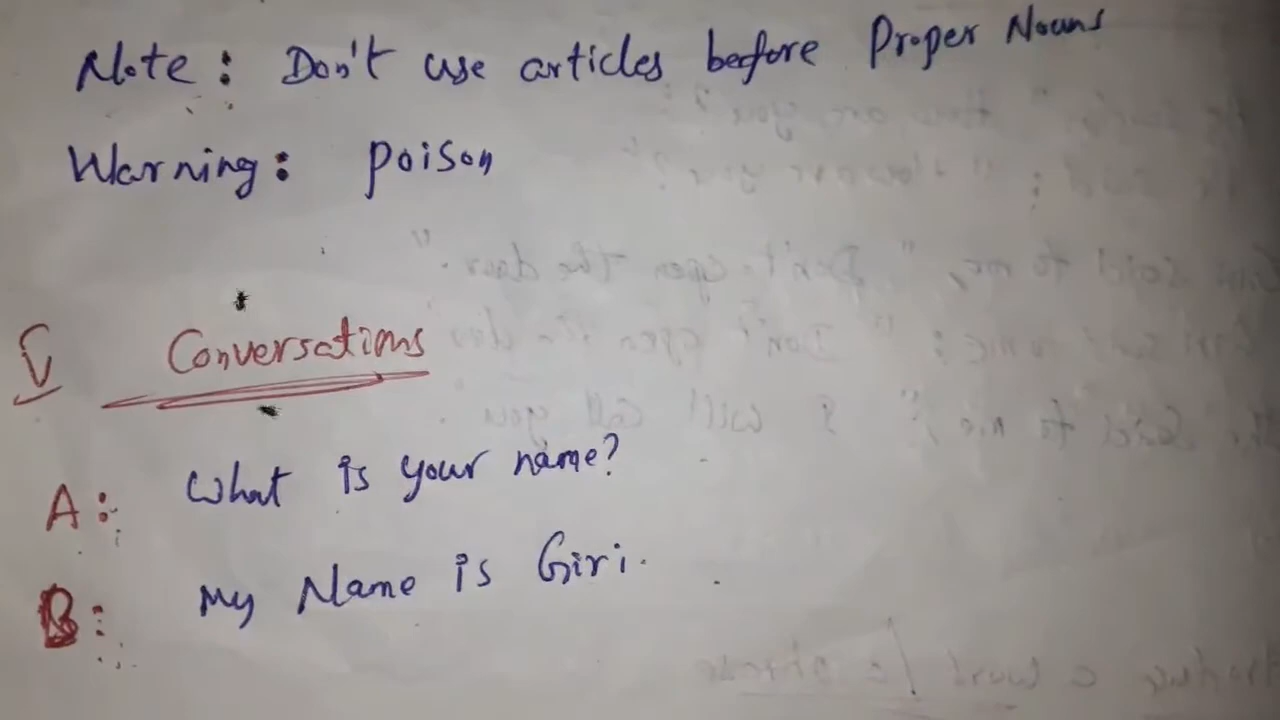 Note: Don't use articles before Proper Nouns
Warning: Poison
V Conversations
A: What is your name?
B: My Name is Giri.